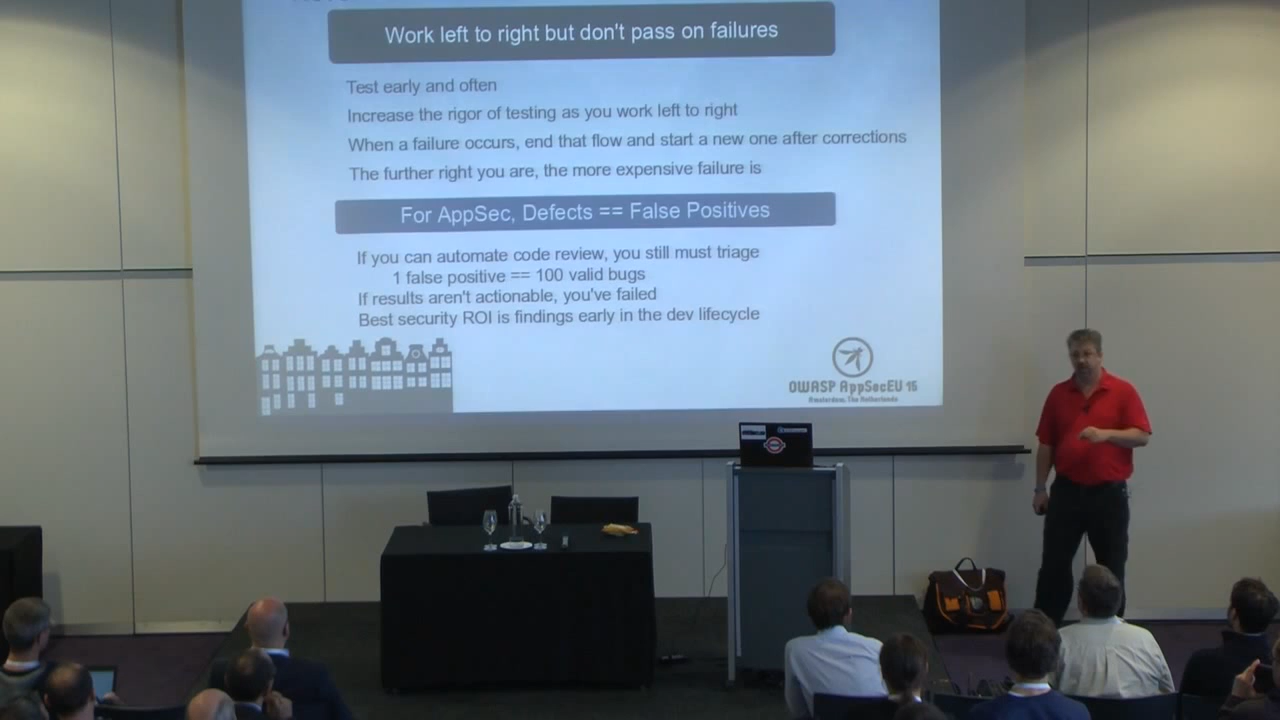 Work left to right but don't pass on failures
Test early and often
Increase the rigor of testing as you work left to right
When a failure occurs, end that flow and start a new one after corrections
The further right you are, the more expensive failure is
For AppSec, Defects == False Positives
If you can automate code review, you still must triage
1 false positive == 100 valid bugs
If results aren't actionable, you've failed
Best security ROI is findings early in the dev lifecycle
OWASP AppSecEU 15
Amsterdam, The Netherlands